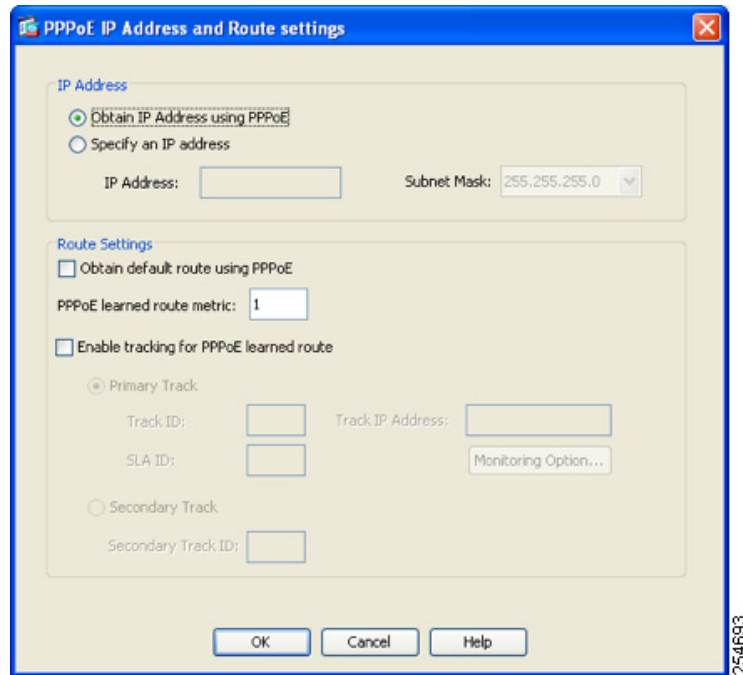 PPPoE IP Address and Route settings
IP Address
Obtain IP Address using PPPoE
Specify an IP address
IP Address:
Subnet Mask: 255.255.255.0
Route Settings
Obtain default route using PPPoE
PPPoE learned route metric: 1
Enable tracking for PPPoE learned route
Primary Track
Track ID:
Track IP Address:
SLA ID:
Monitoring Option...
Secondary Track
Secondary Track ID:
OK
Cancel
Help
254693